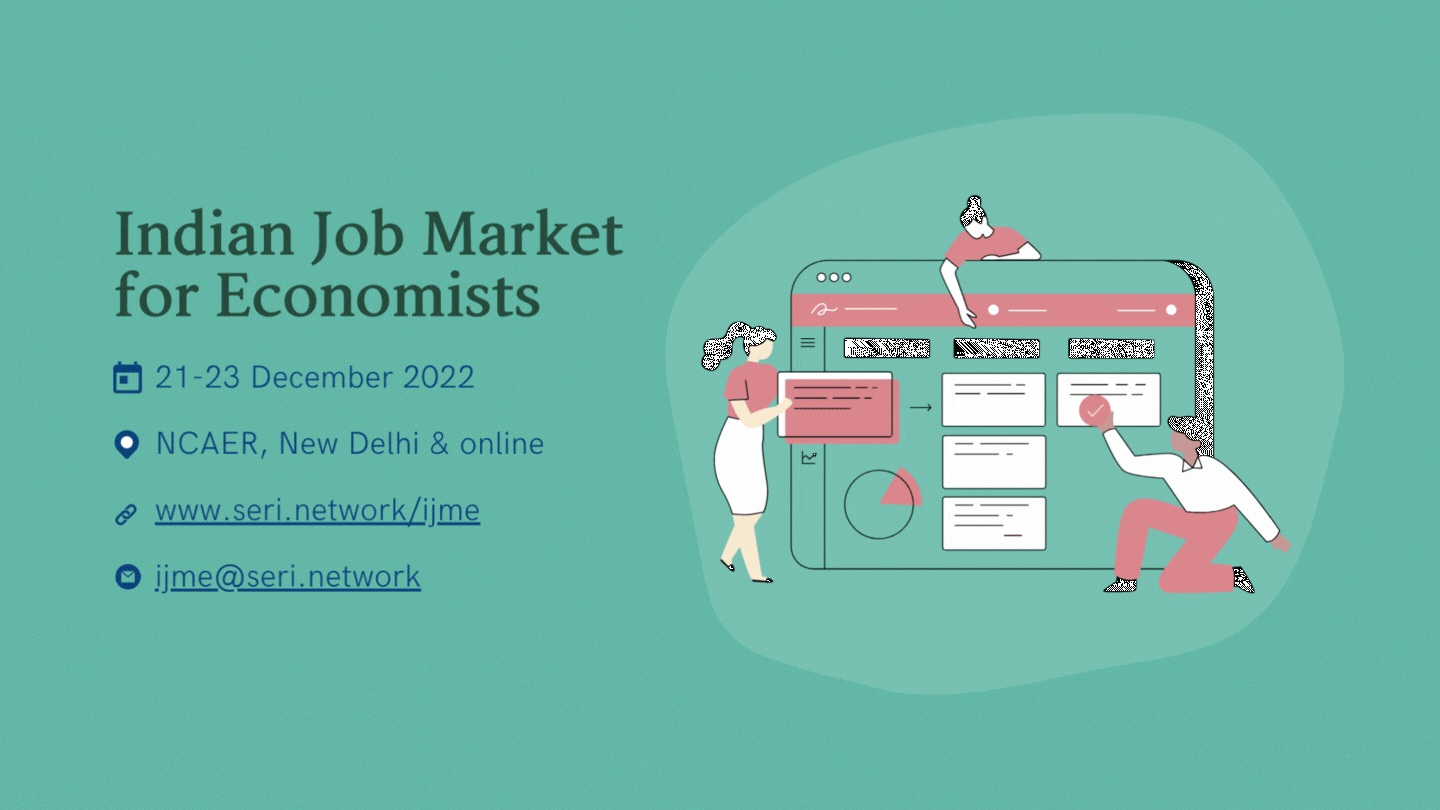 Indian Job Market
for Economists
21-23 December 2022
NCAER, New Delhi & online
www.seri.network/ijme
ijme@seri.network